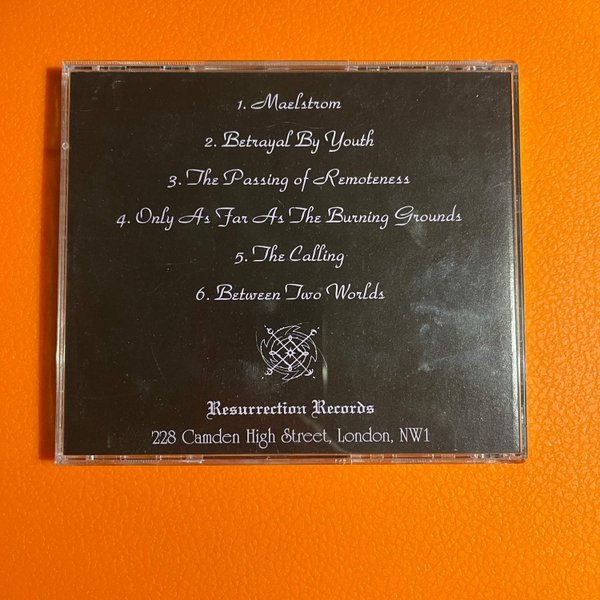 1. Maelstrom
2. Betrayal By Youth
3. The Passing of Remoteness
4. Only As Far As The Burning Grounds
5. The Calling
6. Between Two Worlds
Resurrection Records
228 Camden High Street, London, NW1